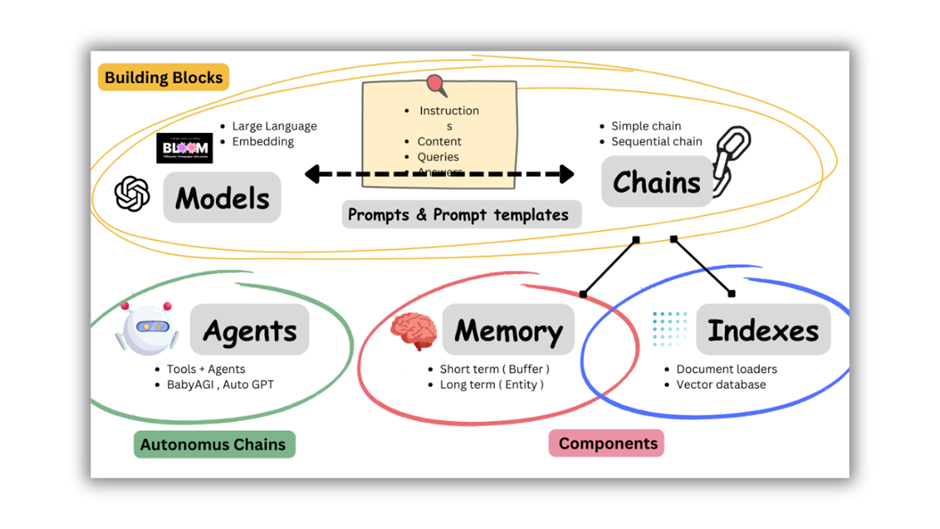 Building Blocks
Large Language
Embedding
BLOOM
Models
Instruction
s
Content
Queries
Answers
Prompts & Prompt templates
Simple chain
Sequential chain
Chains
Agents
Tools + Agents
BabyAGI , Auto GPT
Autonomus Chains
Memory
Short term ( Buffer )
Long term ( Entity )
Indexes
Document loaders
Vector database
Components